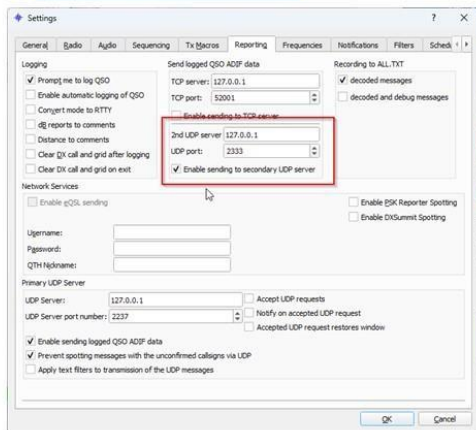 Settings
? X
General Radio Audio Sequencing Tx Macros Reporting Frequencies Notifications Filters Schedu
Logging
Prompt me to log QSO
Enable automatic logging of QSO
Convert mode to RTTY
dB reports to comments
Distance to comments
Clear DX call and grid after logging
Clear DX call and grid on exit
Send logged QSO ADIF data
TCP server: 127.0.0.1
TCP port: 52001
Enable sending to TCP server
2nd UDP server 127.0.0.1
UDP port: 2333
Enable sending to secondary UDP server
Recording to ALL.TXT
decoded messages
decoded and debug messages
Network Services
Enable eQSL sending
Username:
Password:
QTH Nickname:
Enable PSK Reporter Spotting
Enable DXSummit Spotting
Primary UDP Server
UDP Server: 127.0.0.1
UDP Server port number: 2237
Accept UDP requests
Notify on accepted UDP request
Accepted UDP request restores window
Enable sending logged QSO ADIF data
Prevent spotting messages with the unconfirmed callsigns via UDP
Apply text filters to transmission of the UDP messages
OK Cancel